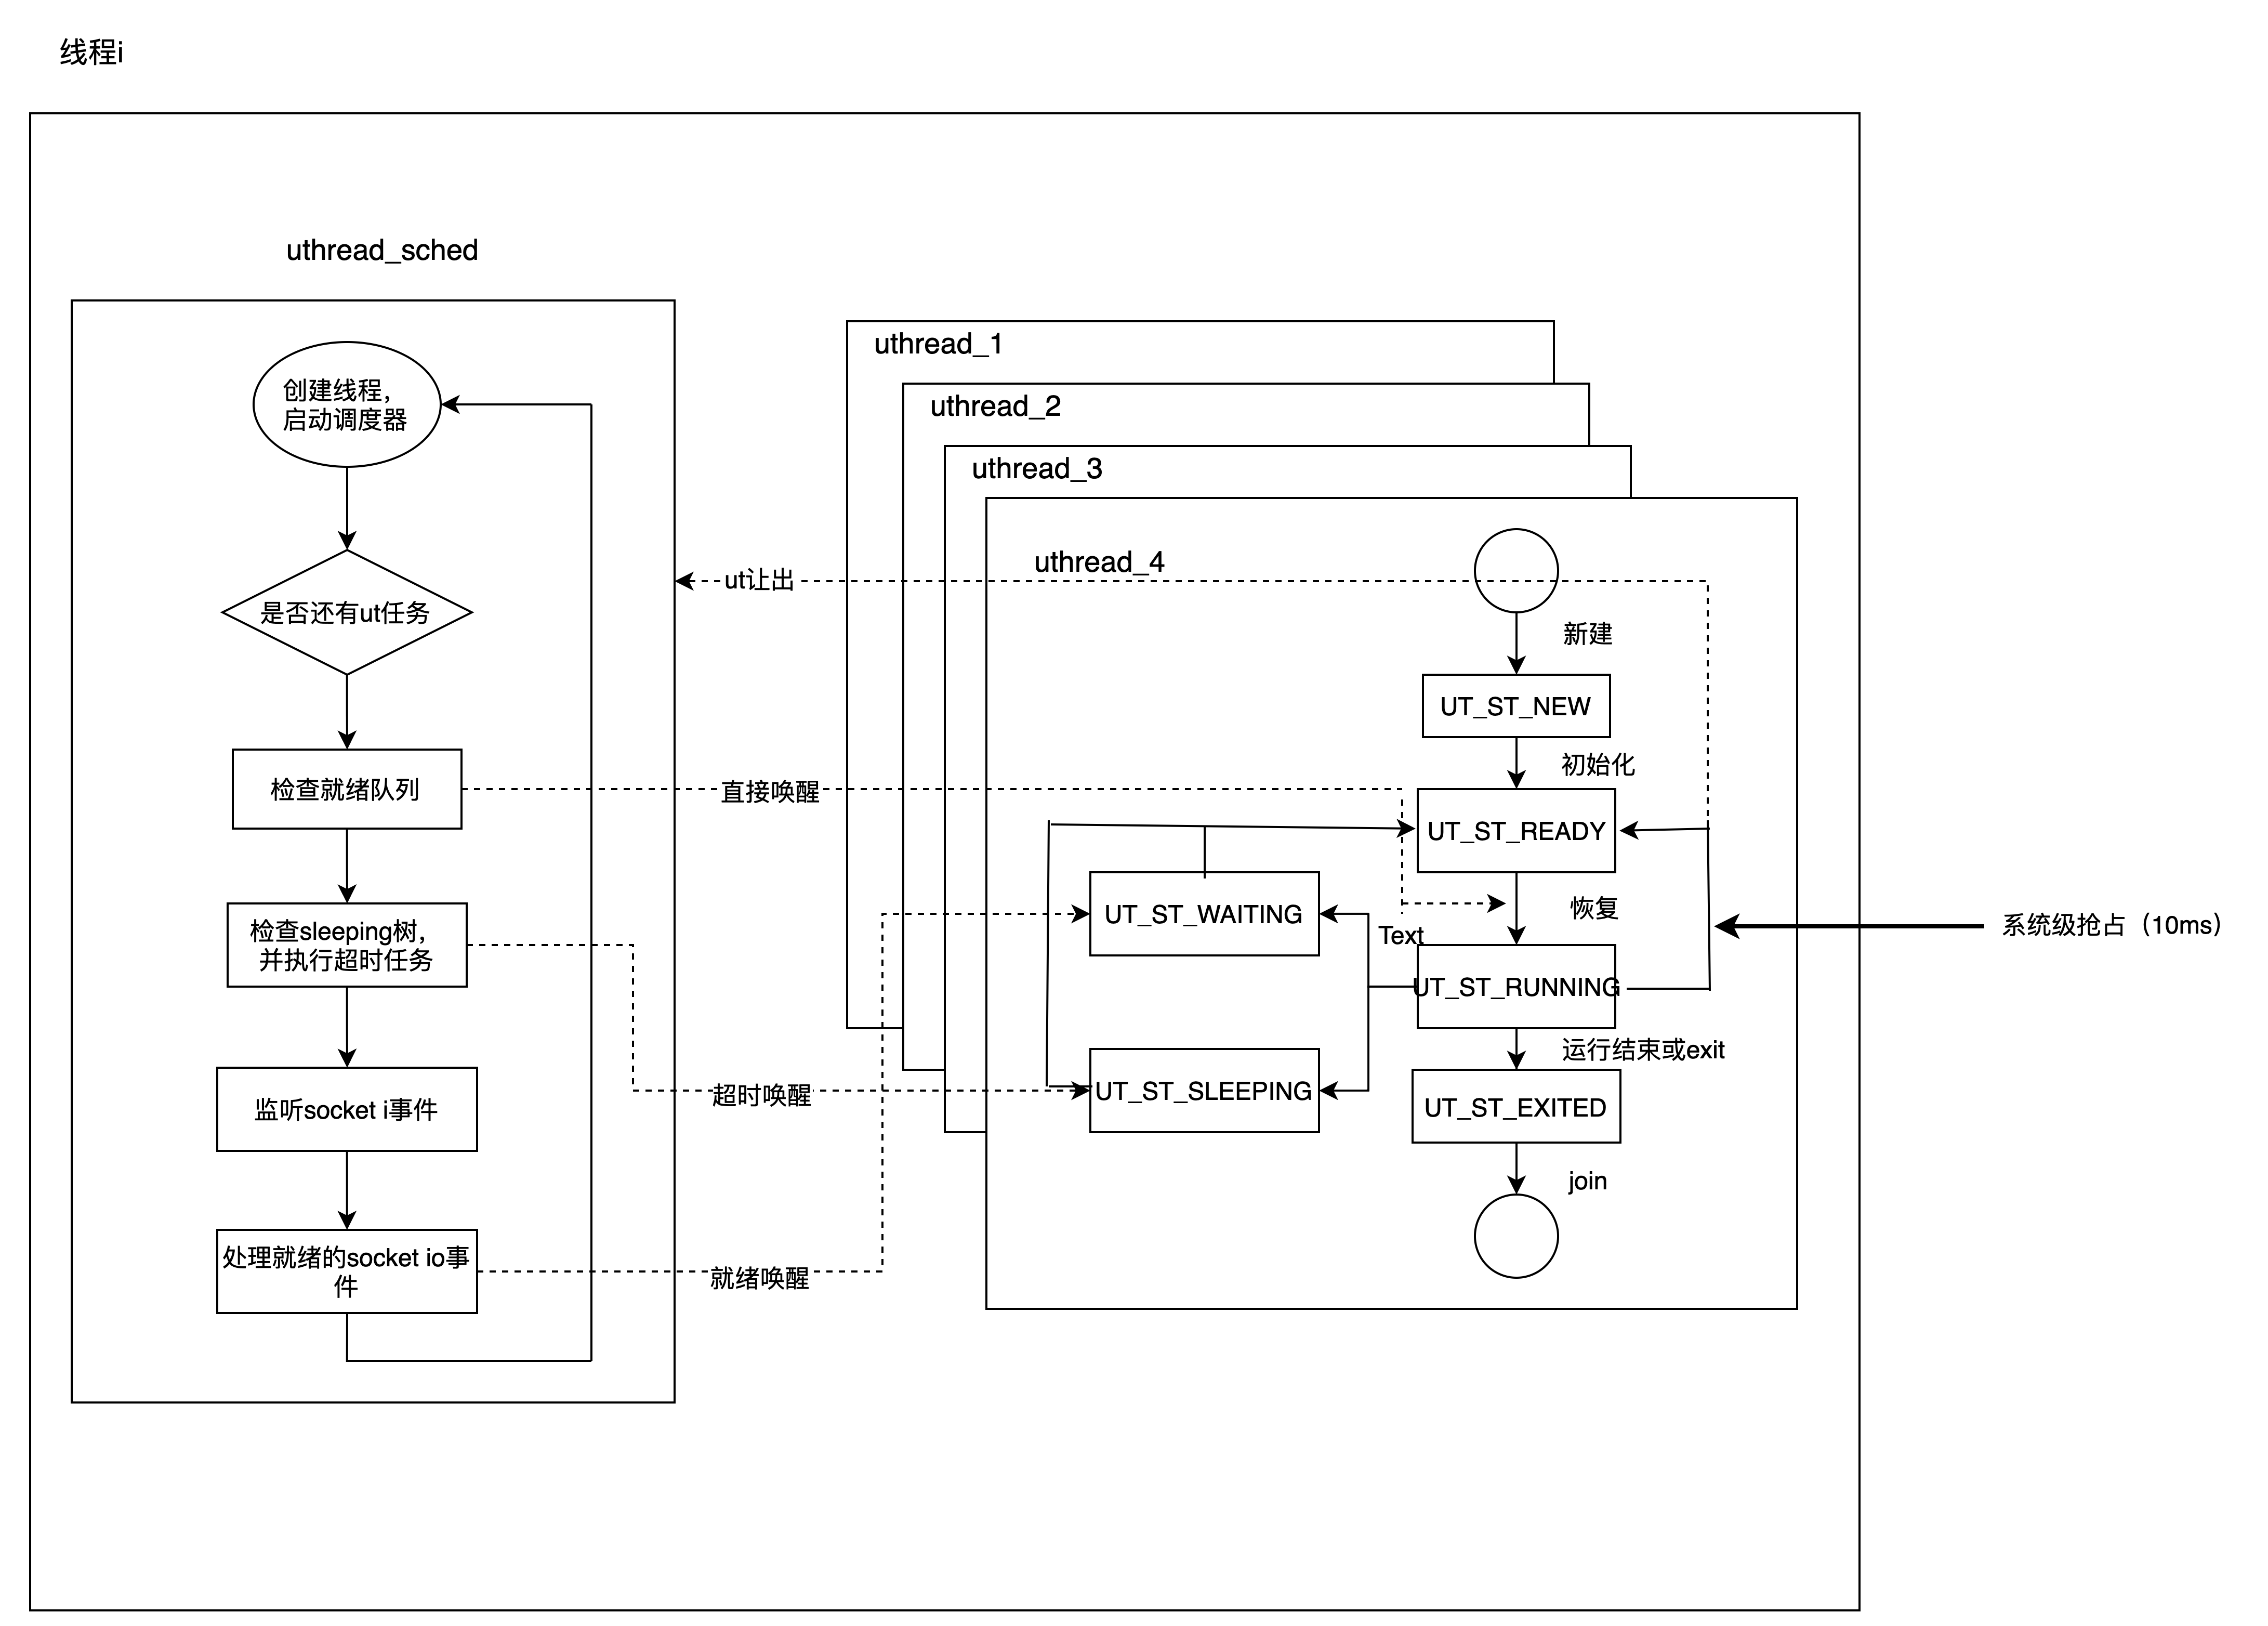 线程i
uthread_sched
创建线程，
启动调度器
是否还有ut任务
检查就绪队列
检查sleeping树，
并执行超时任务
监听socket i事件
处理就绪的socket io事
件
ut让出
直接唤醒
超时唤醒
就绪唤醒
uthread_1
uthread_2
uthread_3
uthread_4
新建
UT_ST_NEW
初始化
UT_ST_READY
恢复
UT_ST_WAITING
Text
UT_ST_RUNNING
运行结束或exit
UT_ST_SLEEPING
UT_ST_EXITED
join
系统级抢占（10ms）